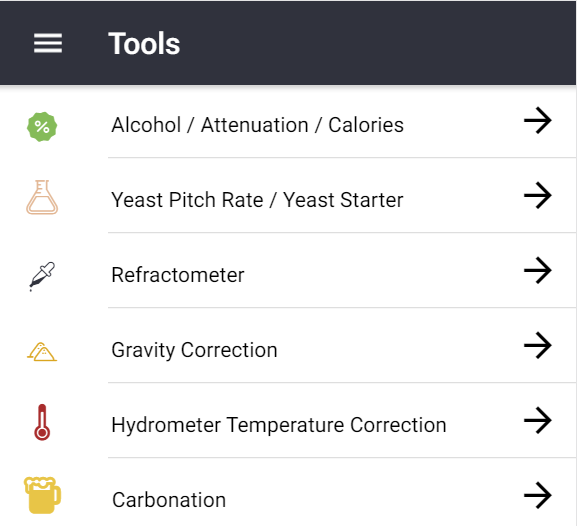 Tools
%
Alcohol / Attenuation / Calories
Yeast Pitch Rate / Yeast Starter
Refractometer
Gravity Correction
Hydrometer Temperature Correction
Carbonation